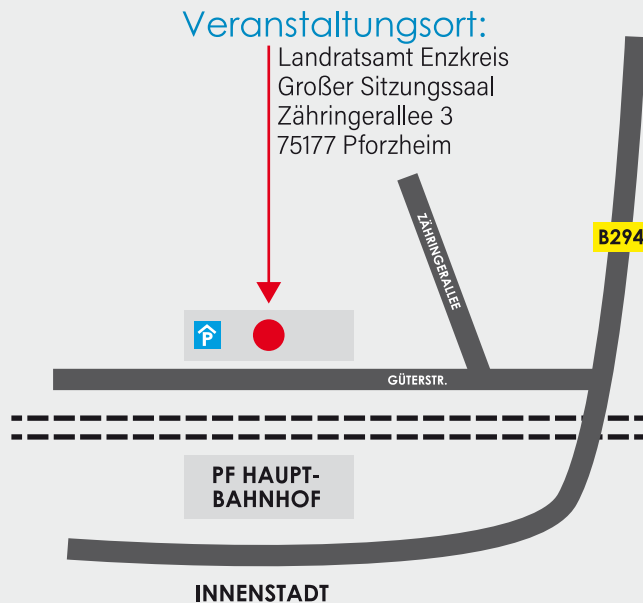 Veranstaltungsort:
Landratsamt Enzkreis
Großer Sitzungssaal
Zähringerallee 3
75177 Pforzheim
ZÄHRINGERALLEE
B294
P
GÜTERSTR.
PF HAUPT-
BAHNHOF
INNENSTADT